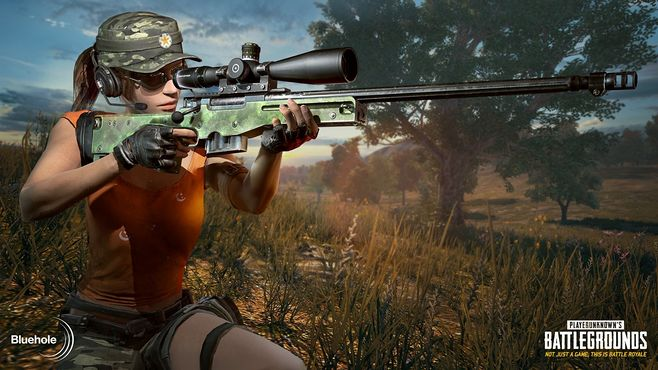 Bluehole
PLAYERUNKNOWN'S
BATTLEGROUNDS
NOT JUST A GAME; THIS IS BATTLE ROYALE